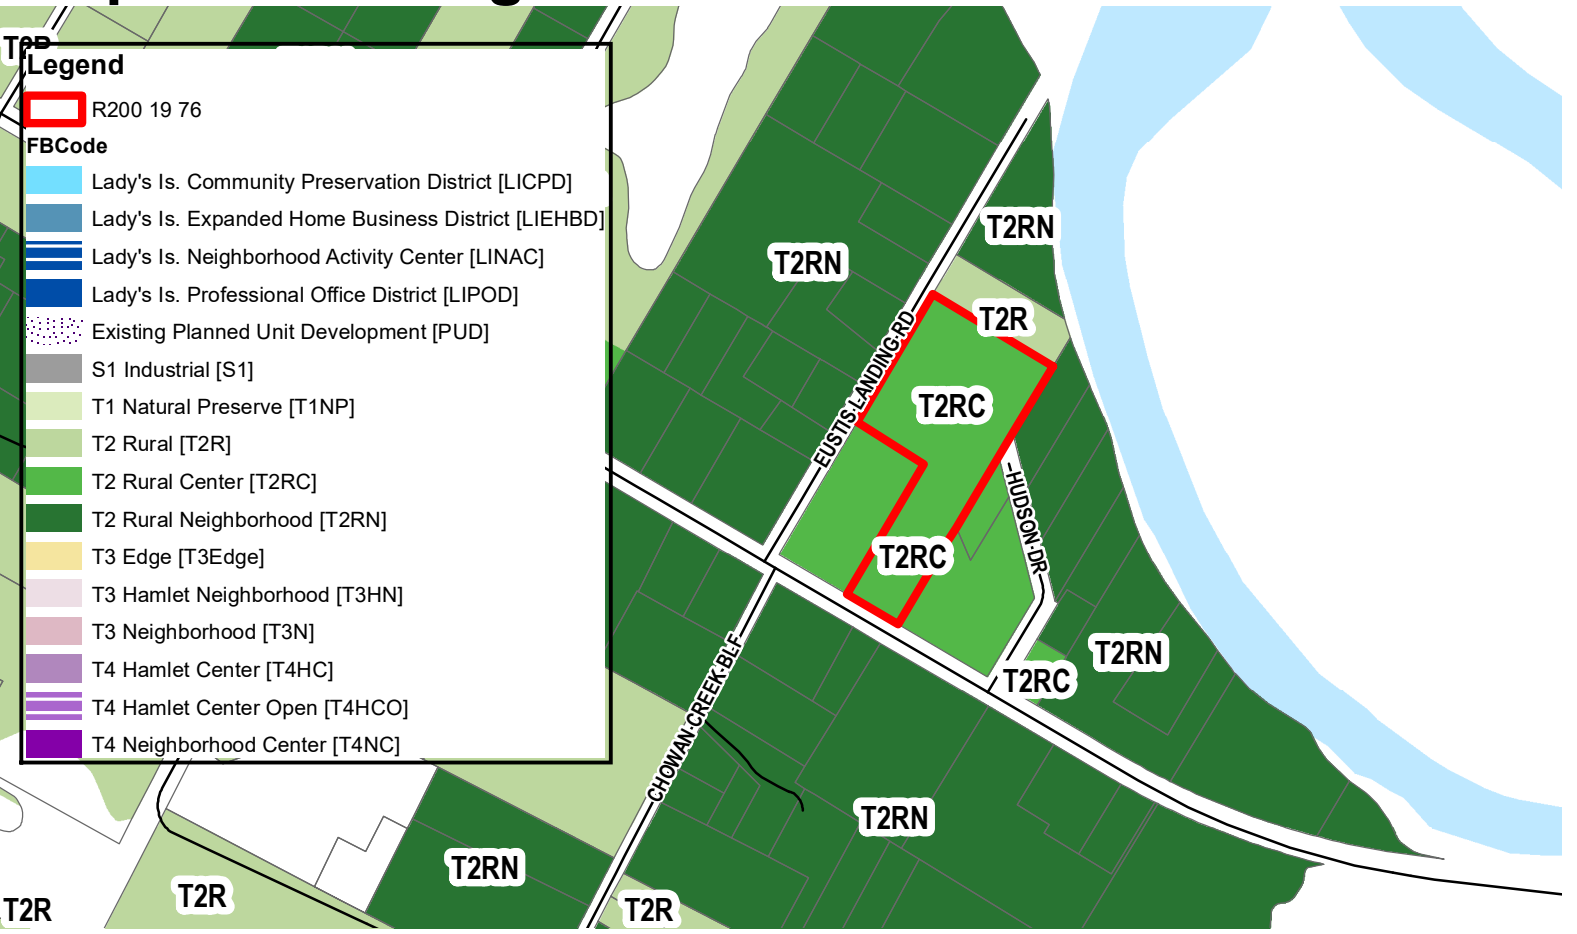 Legend
R200 19 76
FBCode
Lady's Is. Community Preservation District [LICPD]
Lady's Is. Expanded Home Business District [LIEHBD]
Lady's Is. Neighborhood Activity Center [LINAC]
Lady's Is. Professional Office District [LIPOD]
Existing Planned Unit Development [PUD]
S1 Industrial [S1]
T1 Natural Preserve [T1NP]
T2 Rural [T2R]
T2 Rural Center [T2RC]
T2 Rural Neighborhood [T2RN]
T3 Edge [T3Edge]
T3 Hamlet Neighborhood [T3HN]
T3 Neighborhood [T3N]
T4 Hamlet Center [T4HC]
T4 Hamlet Center Open [T4HCO]
T4 Neighborhood Center [T4NC]
T2RN
T2RN
T2R
EUSTIS LANDING RD
T2RC
HUDSON DR
T2RC
T2RN
T2RC
CHOWAN CREEK BLF
T2RN
T2RN
T2R
T2R
T2R